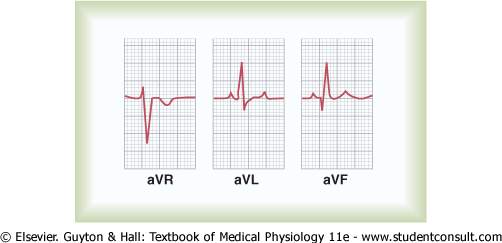 aVR aVL aVF
© Elsevier. Guyton & Hall: Textbook of Medical Physiology 11e - www.studentconsult.com